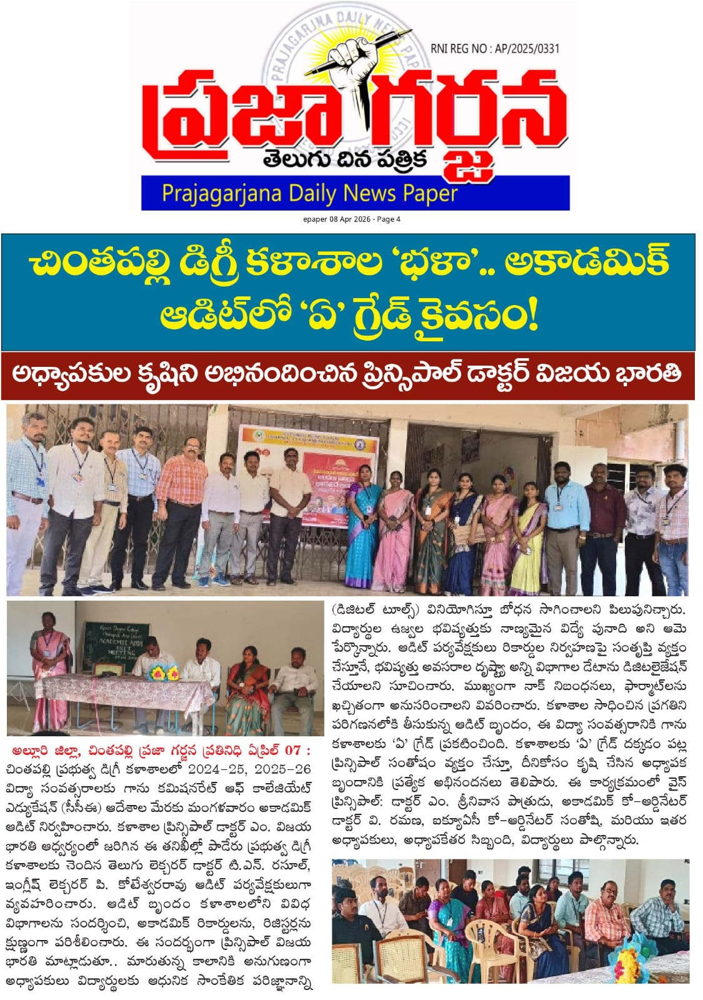 RNI REG NO : AP/2025/0331
ప్రజా గర్జన
తెలుగు దిన పత్రిక
Prajagarjana Daily News Paper
epaper 08 Apr 2026 - Page 4
చింతపల్లి డిగ్రీ కళాశాల ‘భళా’.. అకాడమిక్
ఆడిట్‌లో ‘ఏ’ గ్రేడ్ కైవసం!
అధ్యాపకుల కృషిని అభినందించిన ప్రిన్సిపాల్ డాక్టర్ విజయ భారతి
Govt Degree College
ACADEMIC AUDIT
EXIT
MEETING
అల్లూరి జిల్లా, చింతపల్లి ప్రజా గర్జన ప్రతినిధి ఏప్రిల్ 07 :
చింతపల్లి ప్రభుత్వ డిగ్రీ కళాశాలలో 2024-25, 2025-26
విద్యా సంవత్సరాలకు గాను కమిషనరేట్ ఆఫ్ కాలేజియేట్
ఎడ్యుకేషన్ (సీసీఈ) ఆదేశాల మేరకు మంగళవారం అకాడమిక్
ఆడిట్ నిర్వహించారు. కళాశాల ప్రిన్సిపాల్ డాక్టర్ ఎం. విజయ
భారతి ఆధ్వర్యంలో జరిగిన ఈ తనిఖీల్లో పాడేరు ప్రభుత్వ డిగ్రీ
కళాశాలకు చెందిన తెలుగు లెక్చరర్ డాక్టర్ టి.ఎన్. రసూల్,
ఇంగ్లీష్ లెక్చరర్ పి. కోటేశ్వరరావు ఆడిట్ పర్యవేక్షకులుగా
వ్యవహరించారు. ఆడిట్ బృందం కళాశాలలోని వివిధ
విభాగాలను సందర్శించి, అకాడమిక్ రికార్డులను, రిజిస్టర్లను
క్షుణ్ణంగా పరిశీలించారు. ఈ సందర్భంగా ప్రిన్సిపాల్ విజయ
భారతి మాట్లాడుతూ.. మారుతున్న కాలానికి అనుగుణంగా
అధ్యాపకులు విద్యార్థులకు ఆధునిక సాంకేతిక పరిజ్ఞానాన్ని
(డిజిటల్ టూల్స్) వినియోగిస్తూ బోధన సాగించాలని పిలుపునిచ్చారు.
విద్యార్థుల ఉజ్వల భవిష్యత్తుకు నాణ్యమైన విద్యే పునాది అని ఆమె
పేర్కొన్నారు. ఆడిట్ పర్యవేక్షకులు రికార్డుల నిర్వహణపై సంతృప్తి వ్యక్తం
చేస్తూనే, భవిష్యత్తు అవసరాల దృష్ట్యా అన్ని విభాగాల డేటాను డిజిటలైజేషన్
చేయాలని సూచించారు. ముఖ్యంగా నాక్ నిబంధనలు, ఫార్మాట్‌లను
ఖచ్చితంగా అనుసరించాలని వివరించారు. కళాశాల సాధించిన ప్రగతిని
పరిగణనలోకి తీసుకున్న ఆడిట్ బృందం, ఈ విద్యా సంవత్సరానికి గాను
కళాశాలకు ‘ఏ’ గ్రేడ్ ప్రకటించింది. కళాశాలకు ‘ఏ’ గ్రేడ్ దక్కడం పట్ల
ప్రిన్సిపాల్ సంతోషం వ్యక్తం చేస్తూ, దీనికోసం కృషి చేసిన అధ్యాపక
బృందానికి ప్రత్యేక అభినందనలు తెలిపారు. ఈ కార్యక్రమంలో వైస్
ప్రిన్సిపాల్: డాక్టర్ ఎం. శ్రీనివాస పాత్రుడు, అకాడమిక్ కో-ఆర్డినేటర్
డాక్టర్ వి. రమణ, ఐక్యూఏసీ కో-ఆర్డినేటర్ సంతోషి, మరియు ఇతర
అధ్యాపకులు, అధ్యాపకేతర సిబ్బంది, విద్యార్థులు పాల్గొన్నారు.